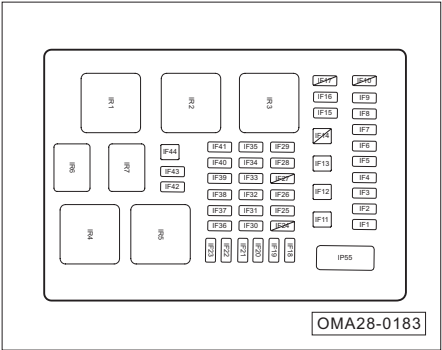 IR1 IR2 IR3 IF17 IF10
IF16 IF9
IF15 IF8
IF14 IF7
IF44 IF41 IF35 IF29 IF6
IR6 IR7 IF43 IF40 IF34 IF28 IF13 IF5
IF42 IF39 IF33 IF27 IF4
IF38 IF32 IF26 IF12 IF3
IF37 IF31 IF25 IF11 IF2
IR4 IR5 IF36 IF30 IF24 IF1
IF23 IF22 IF21 IF20 IF19 IF18 IP55
OMA28-0183